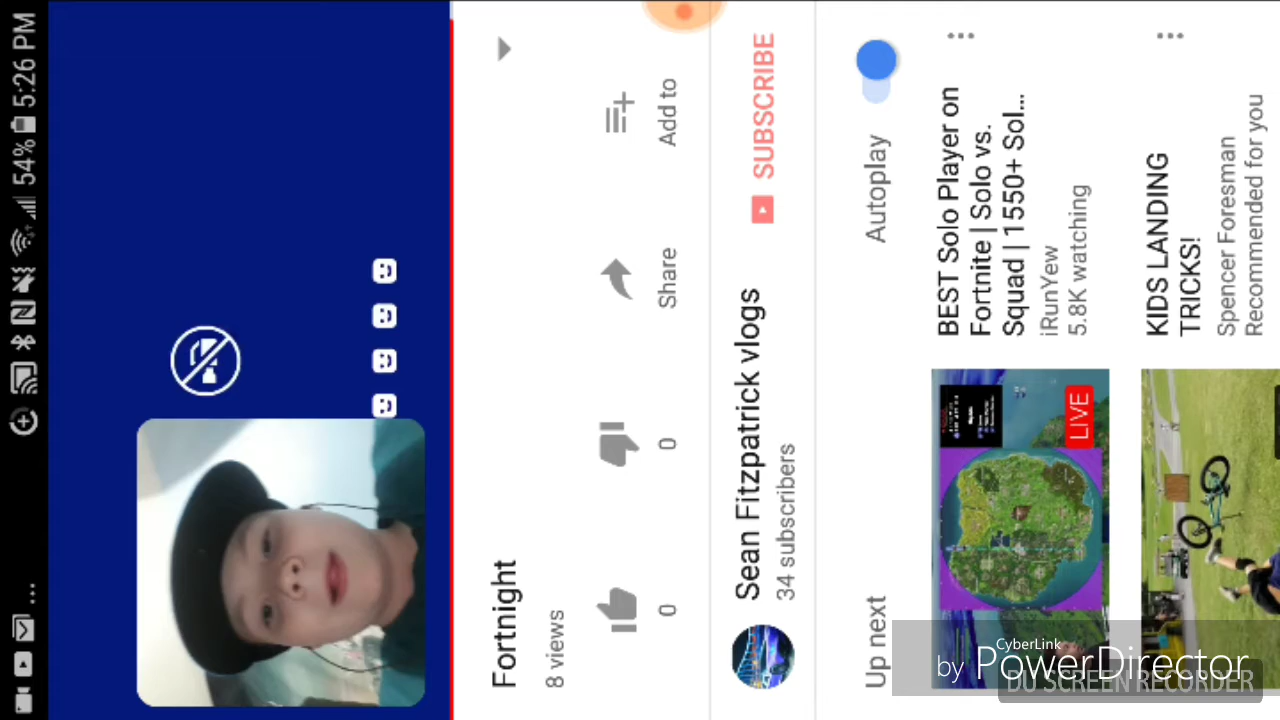 54% 5:26 PM
Fortnight
8 views
0
0
Share
Add to
Sean Fitzpatrick vlogs
34 subscribers
SUBSCRIBE
Up next
Autoplay
BEST Solo Player on
Fortnite | Solo vs.
Squad | 1550+ Sol...
iRunYew
5.8K watching
LIVE
KIDS LANDING
TRICKS!
Spencer Foresman
Recommended for you
CyberLink
by PowerDirector
DU SCREEN RECORDER